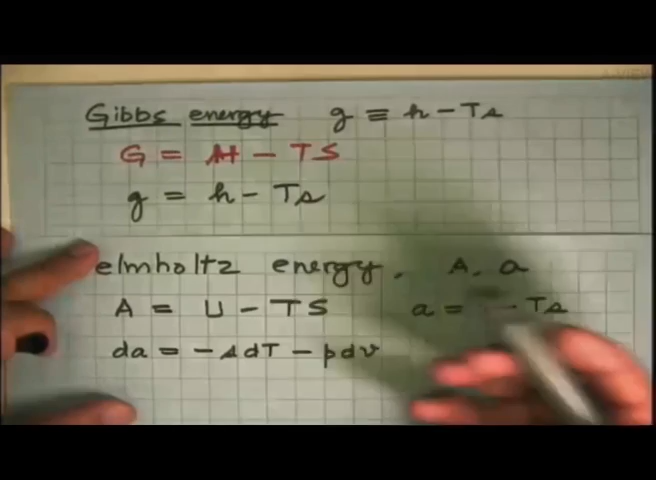 Gibbs energy g ≡ h - Ts
G = H - TS
g = h - Ts
elmholtz energy. A, a
A = U - TS a = - Ts
da = - sdT - pdv